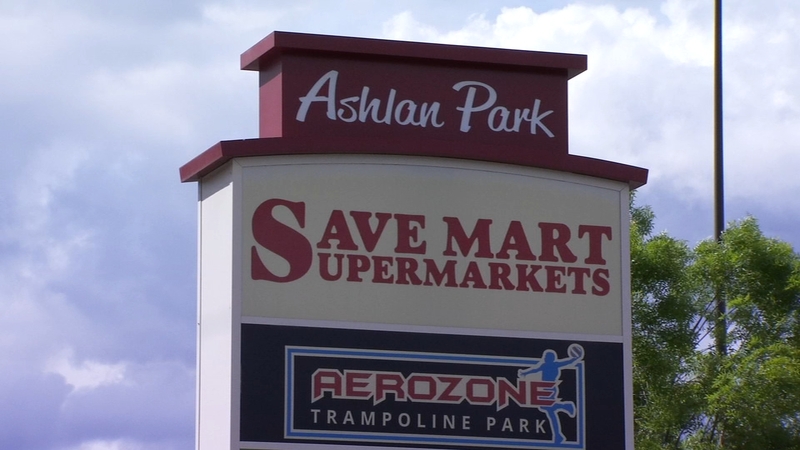 Ashlan Park
SAVE MART
SUPERMARKETS
AEROZONE
TRAMPOLINE PARK